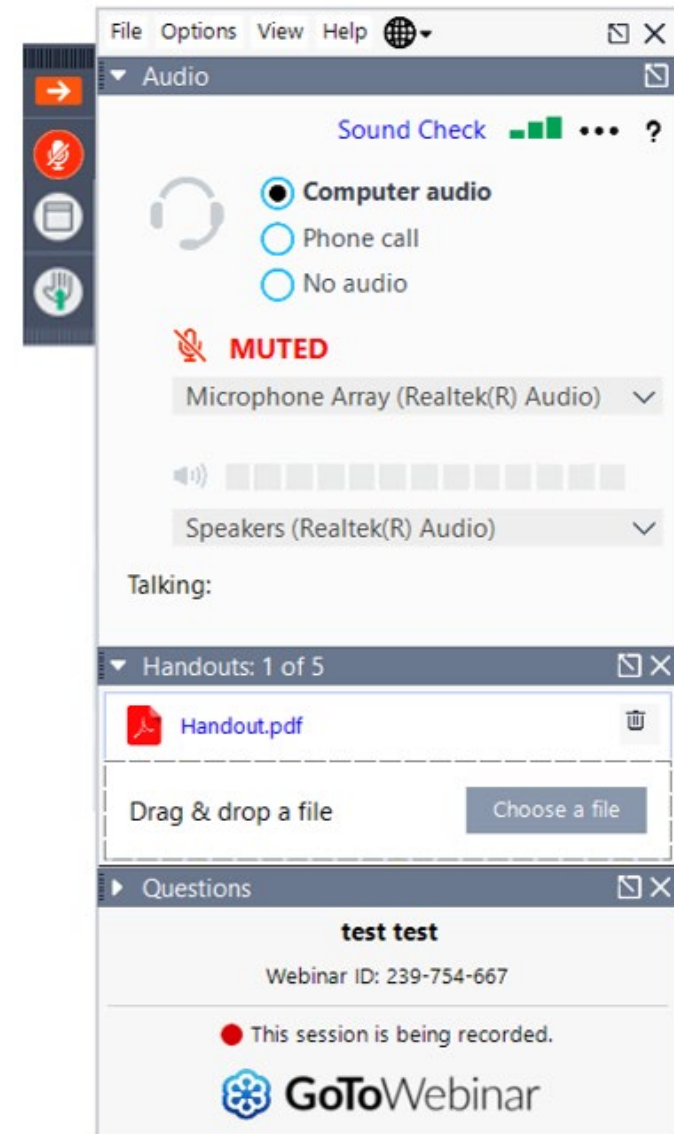 File Options View Help
Audio
Sound Check ••• ?
Computer audio
Phone call
No audio
MUTED
Microphone Array (Realtek(R) Audio)
Speakers (Realtek(R) Audio)
Talking:
Handouts: 1 of 5
Handout.pdf
Drag & drop a file Choose a file
Questions
test test
Webinar ID: 239-754-667
This session is being recorded.
GoToWebinar